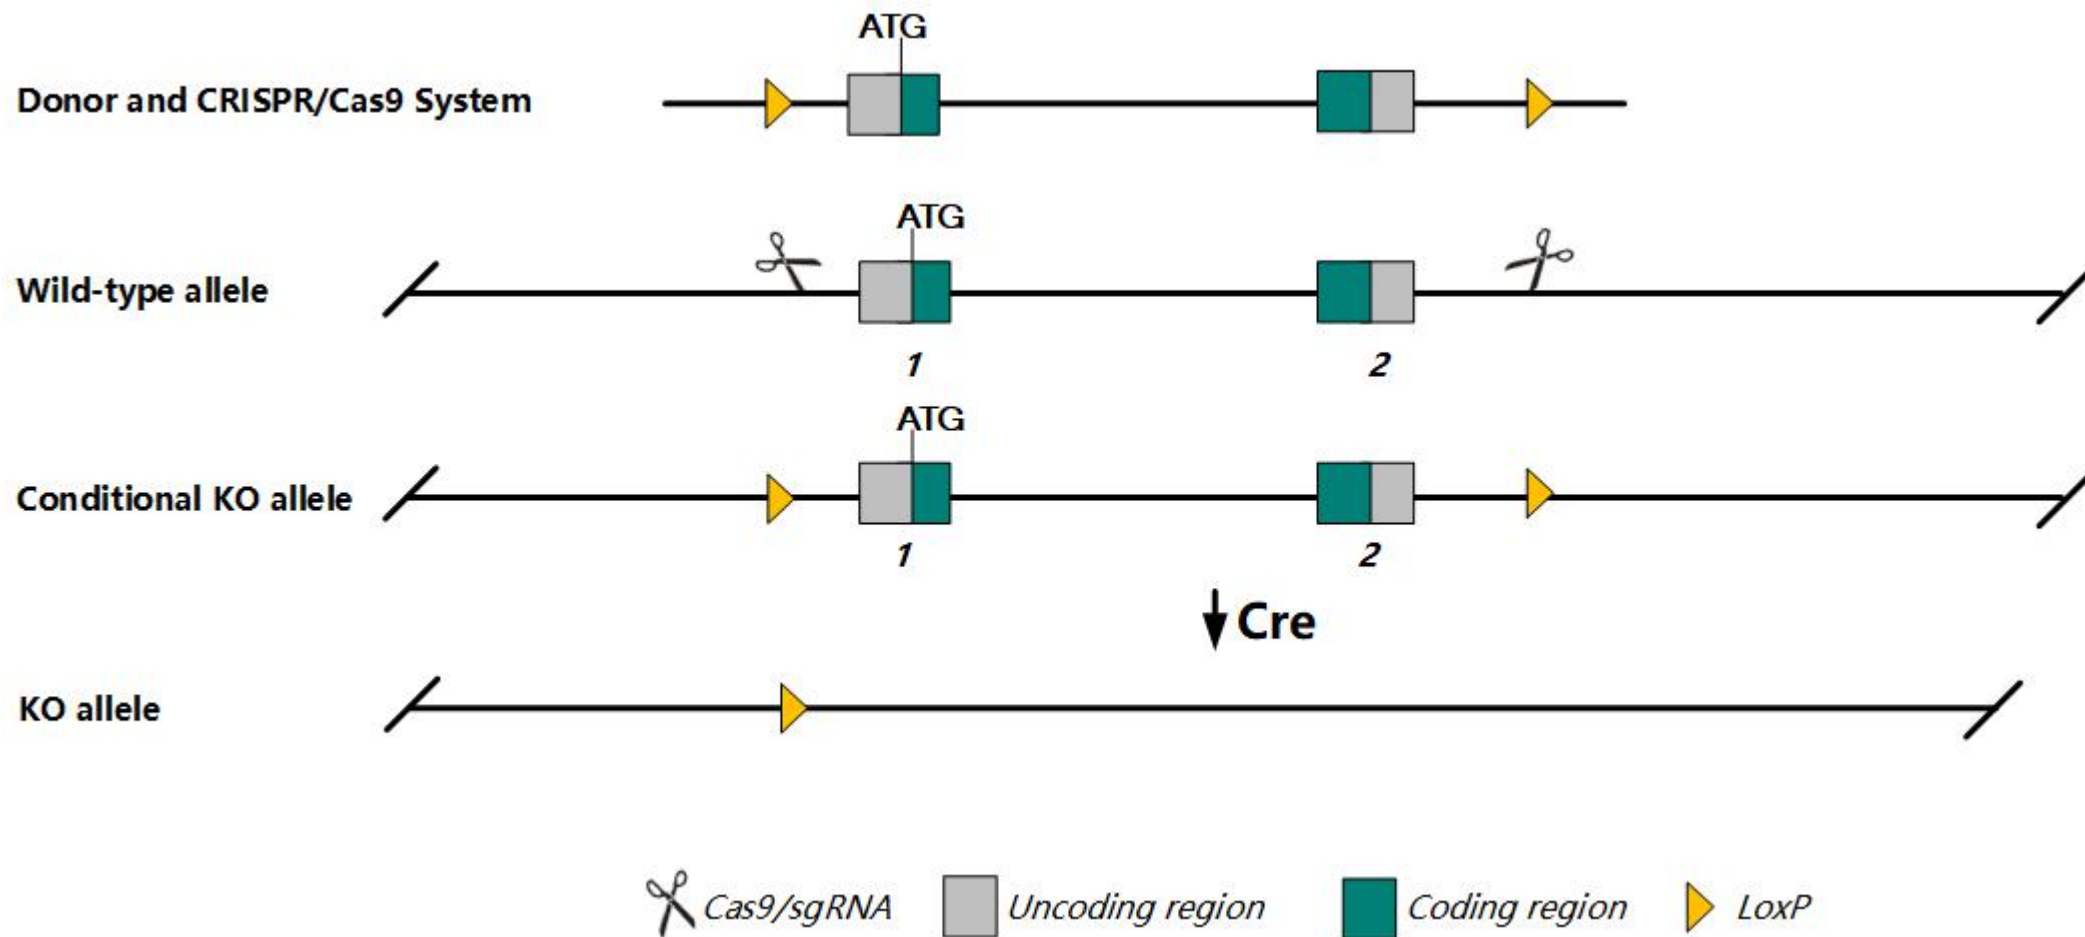 ATG
Donor and CRISPR/Cas9 System
ATG
Wild-type allele
1 2
ATG
Conditional KO allele
1 2
Cre
KO allele
Cas9/sgRNA Uncoding region Coding region LoxP